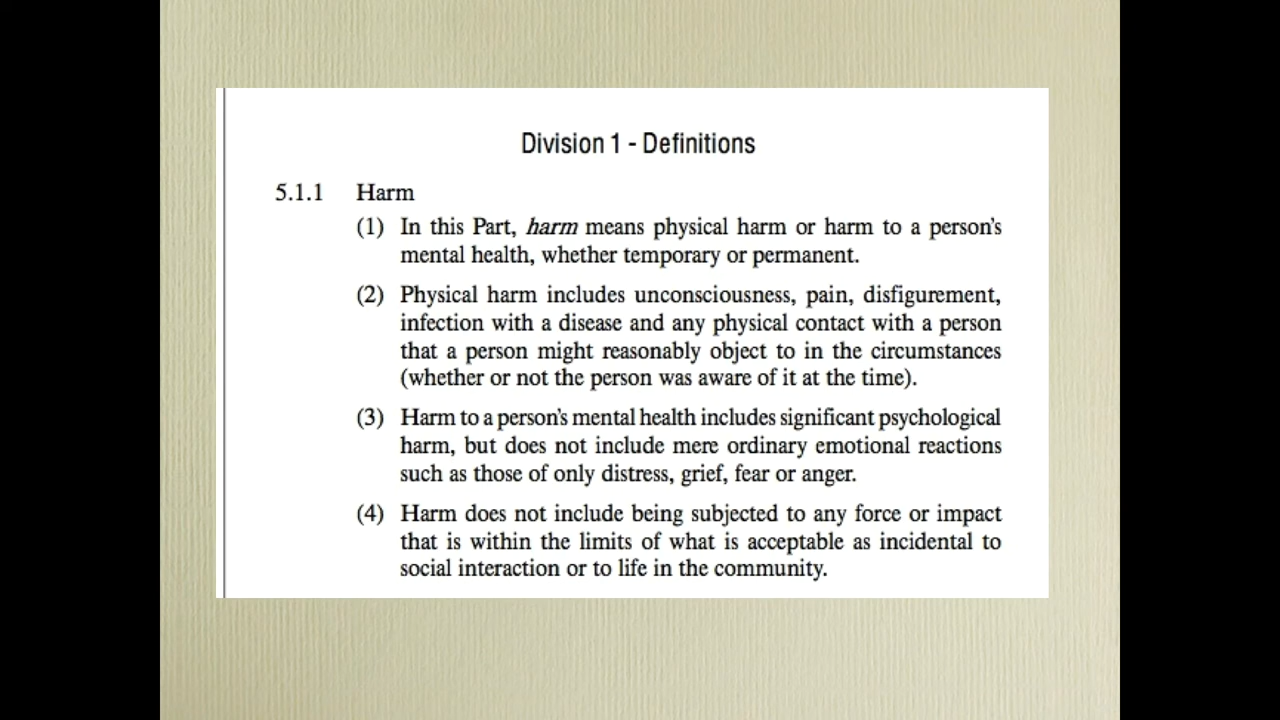 Division 1 - Definitions
5.1.1 Harm
(1) In this Part, harm means physical harm or harm to a person's
mental health, whether temporary or permanent.
(2) Physical harm includes unconsciousness, pain, disfigurement,
infection with a disease and any physical contact with a person
that a person might reasonably object to in the circumstances
(whether or not the person was aware of it at the time).
(3) Harm to a person's mental health includes significant psychological
harm, but does not include mere ordinary emotional reactions
such as those of only distress, grief, fear or anger.
(4) Harm does not include being subjected to any force or impact
that is within the limits of what is acceptable as incidental to
social interaction or to life in the community.